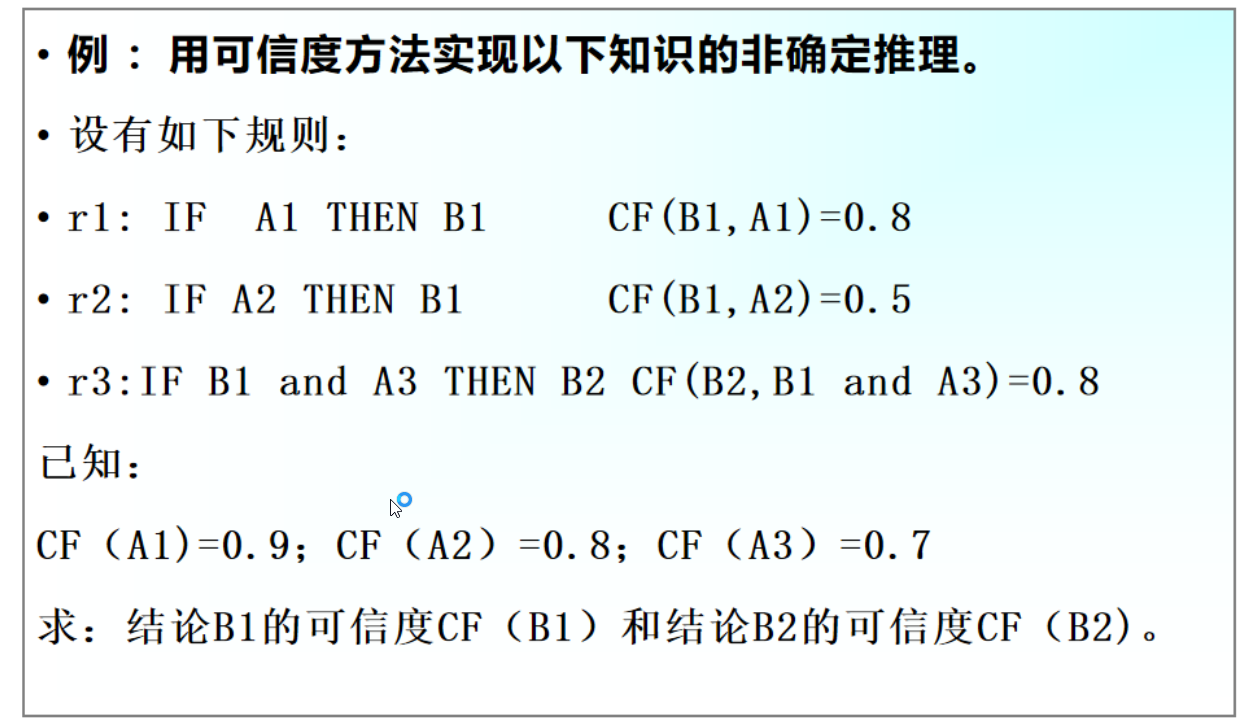 • 例 : 用可信度方法实现以下知识的非确定推理。
• 设有如下规则:
• r1: IF  A1 THEN B1     CF(B1,A1)=0.8
• r2: IF A2 THEN B1      CF(B1,A2)=0.5
• r3:IF B1 and A3 THEN B2 CF(B2,B1 and A3)=0.8
已知:
CF（A1)=0.9; CF（A2）=0.8; CF（A3）=0.7
求: 结论B1的可信度CF（B1）和结论B2的可信度CF（B2)。